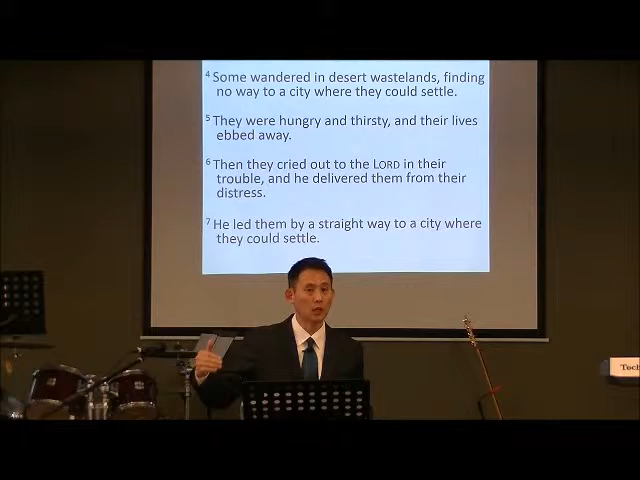 4 Some wandered in desert wastelands, finding
no way to a city where they could settle.
5 They were hungry and thirsty, and their lives
ebbed away.
6 Then they cried out to the LORD in their
trouble, and he delivered them from their
distress.
7 He led them by a straight way to a city where
they could settle.
Tech